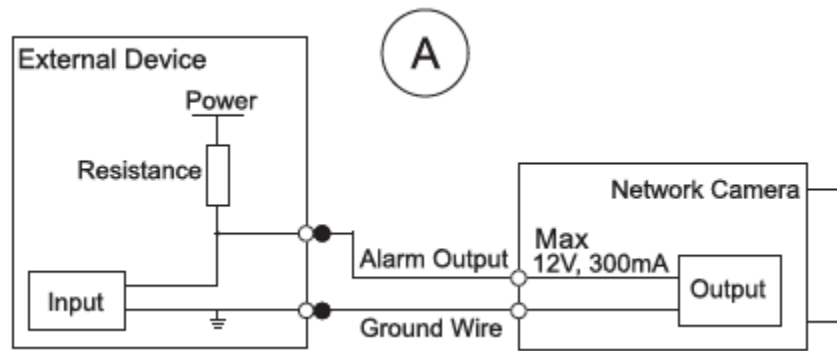 A
External Device
Power
Resistance
Network Camera
Alarm Output
Max
12V, 300mA
Input
Output
Ground Wire